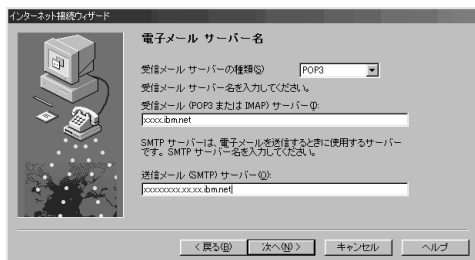 インターネット接続ウィザード
電子メール サーバー名
受信メール サーバーの種類(S) POP3
受信メール サーバー名を入力してください。
受信メール (POP3 または IMAP) サーバー(I):
xxxx.ibm.net
SMTP サーバーは、電子メールを送信するときに使用するサーバー
です。SMTP サーバー名を入力してください。
送信メール (SMTP) サーバー(O):
xxxxxxxx.xx.xx.ibm.net
< 戻る(B) 次へ(N) > キャンセル ヘルプ